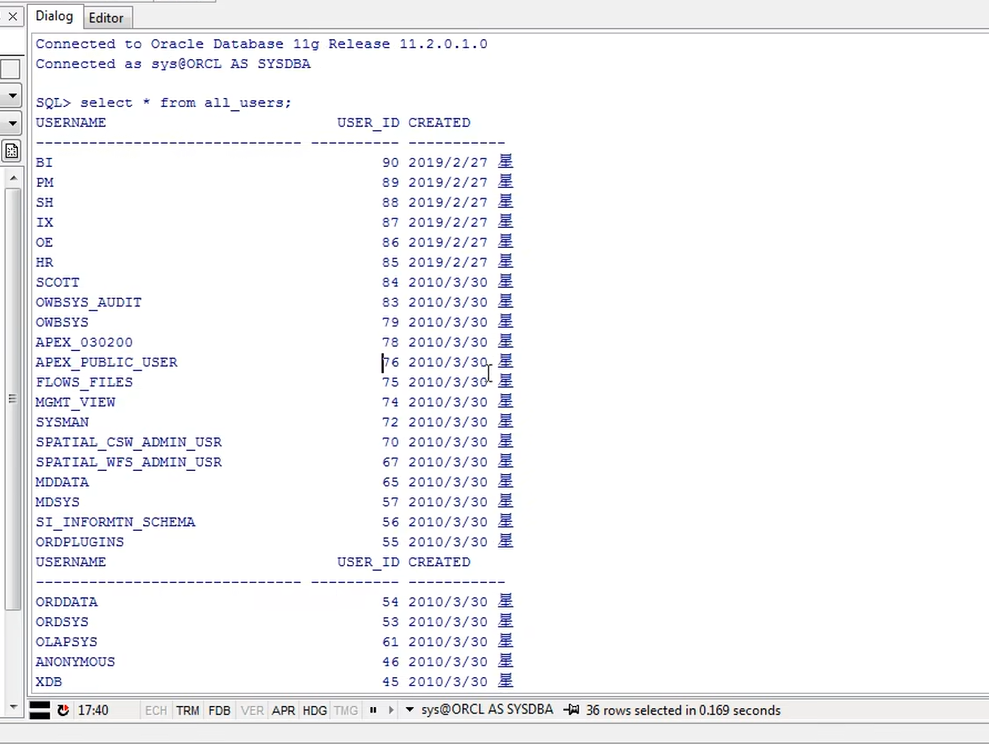 Dialog Editor
Connected to Oracle Database 11g Release 11.2.0.1.0
Connected as sys@ORCL AS SYSDBA
SQL> select * from all_users;
USERNAME USER_ID CREATED
------------------------------ ---------- -----------
BI 90 2019/2/27 星
PM 89 2019/2/27 星
SH 88 2019/2/27 星
IX 87 2019/2/27 星
OE 86 2019/2/27 星
HR 85 2019/2/27 星
SCOTT 84 2010/3/30 星
OWBSYS_AUDIT 83 2010/3/30 星
OWBSYS 79 2010/3/30 星
APEX_030200 78 2010/3/30 星
APEX_PUBLIC_USER 76 2010/3/30 星
FLOWS_FILES 75 2010/3/30 星
MGMT_VIEW 74 2010/3/30 星
SYSMAN 72 2010/3/30 星
SPATIAL_CSW_ADMIN_USR 70 2010/3/30 星
SPATIAL_WFS_ADMIN_USR 67 2010/3/30 星
MDDATA 65 2010/3/30 星
MDSYS 57 2010/3/30 星
SI_INFORMTN_SCHEMA 56 2010/3/30 星
ORDPLUGINS 55 2010/3/30 星
USERNAME USER_ID CREATED
------------------------------ ---------- -----------
ORDDATA 54 2010/3/30 星
ORDSYS 53 2010/3/30 星
OLAPSYS 61 2010/3/30 星
ANONYMOUS 46 2010/3/30 星
XDB 45 2010/3/30 星
17:40 ECH TRM FDB VER APR HDG TMG sys@ORCL AS SYSDBA 36 rows selected in 0.169 seconds